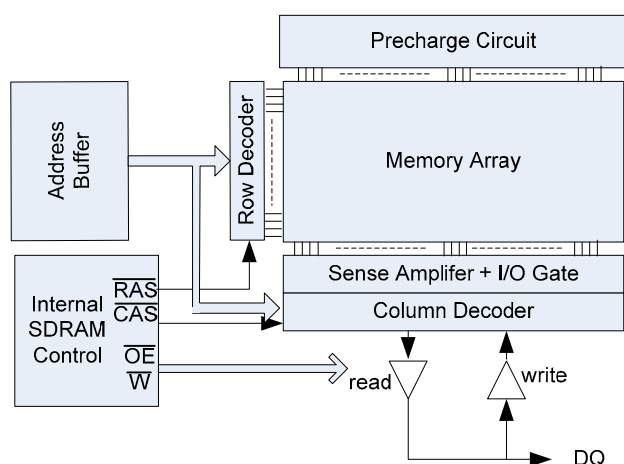 Precharge Circuit
Address
Buffer
Row Decoder
Memory Array
Sense Amplifer + I/O Gate
Column Decoder
Internal
SDRAM
Control
RAS
CAS
OE
W
read
write
DQ